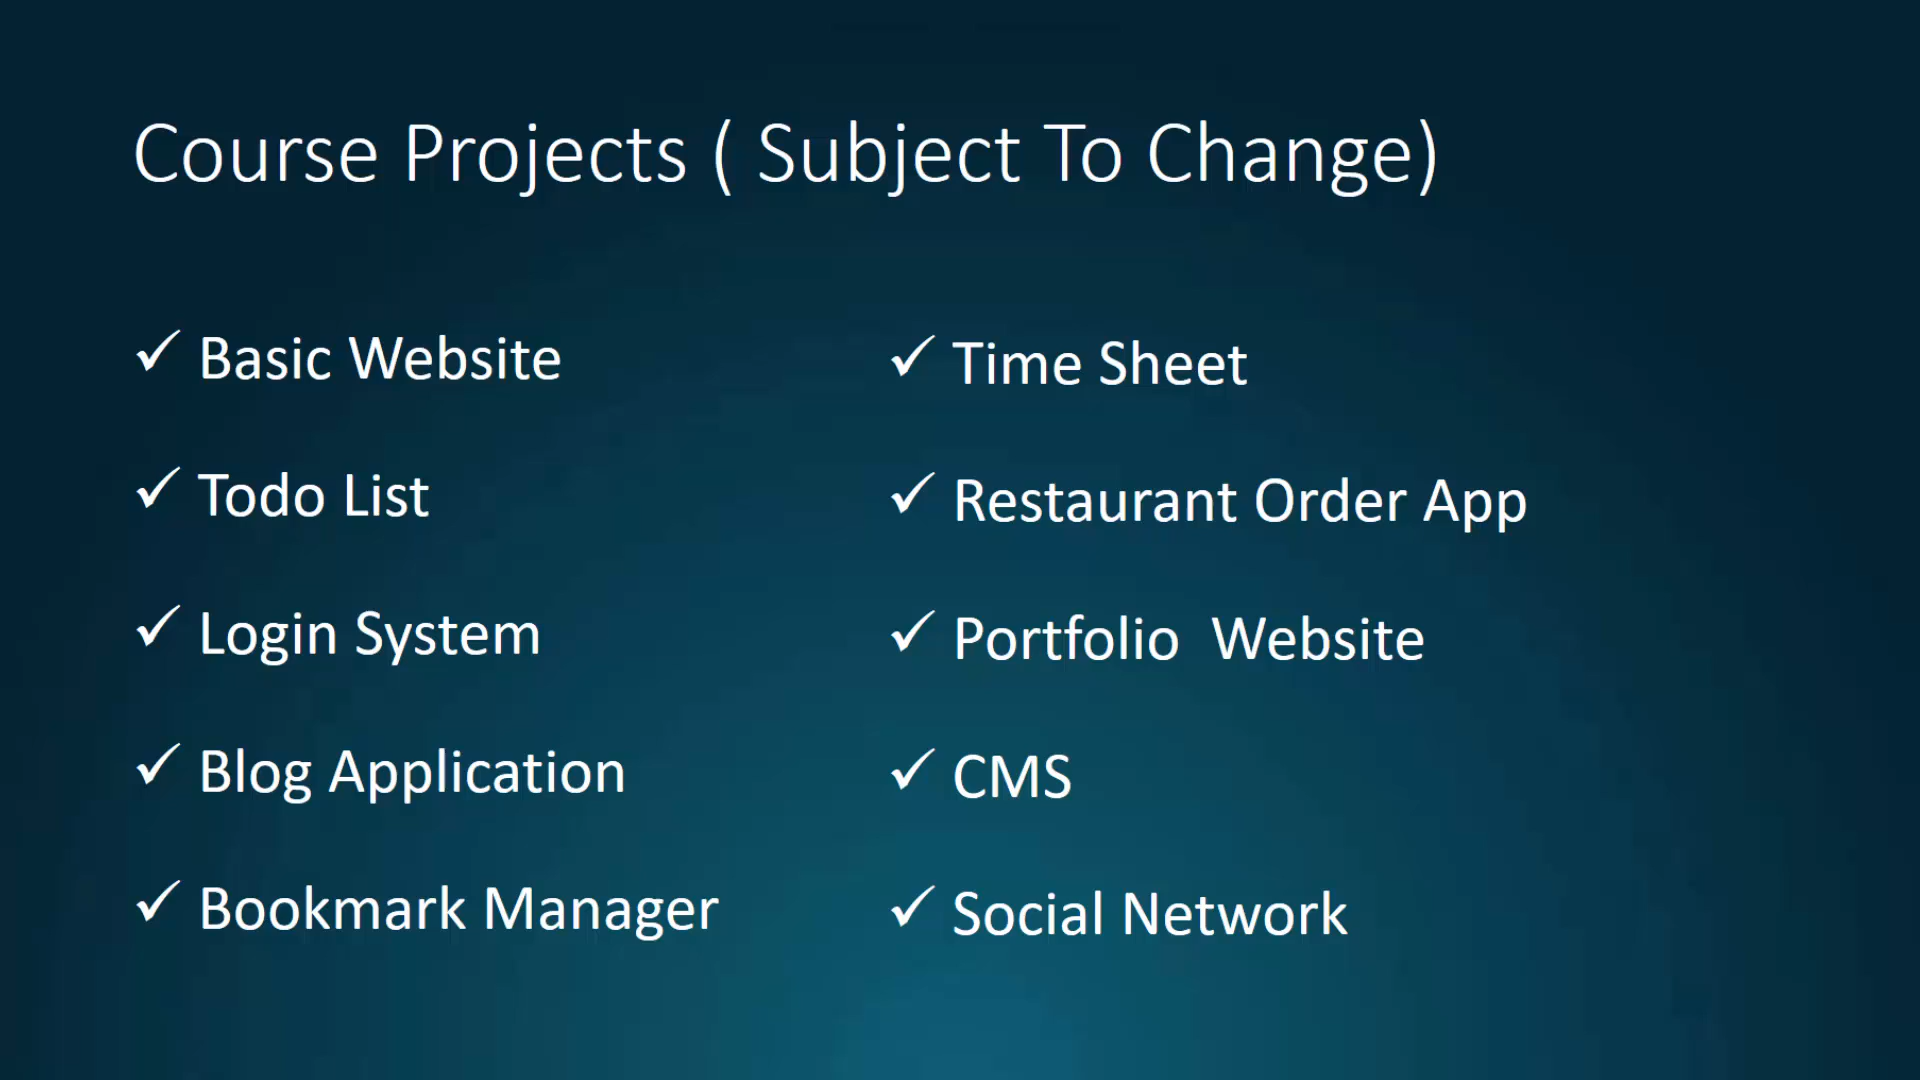 Course Projects ( Subject To Change)
✓ Basic Website
✓ Todo List
✓ Login System
✓ Blog Application
✓ Bookmark Manager
✓ Time Sheet
✓ Restaurant Order App
✓ Portfolio  Website
✓ CMS
✓ Social Network